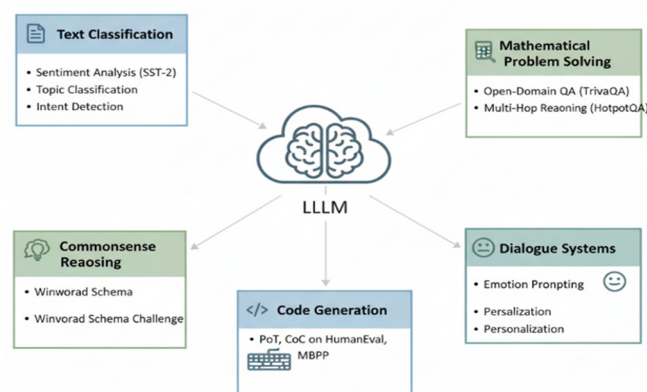 Text Classification
• Sentiment Analysis (SST-2)
• Topic Classification
• Intent Detection
Mathematical
Problem Solving
• Open-Domain QA (TrivaQA)
• Multi-Hop Reaoning (HotpotQA)
LLLM
Commonsense
Reaosing
• Winworad Schema
• Winvorad Schema Challenge
</> Code Generation
• PoT, CoC on HumanEval,
MBPP
Dialogue Systems
• Emotion Pronpting
• Persalization
• Personalization